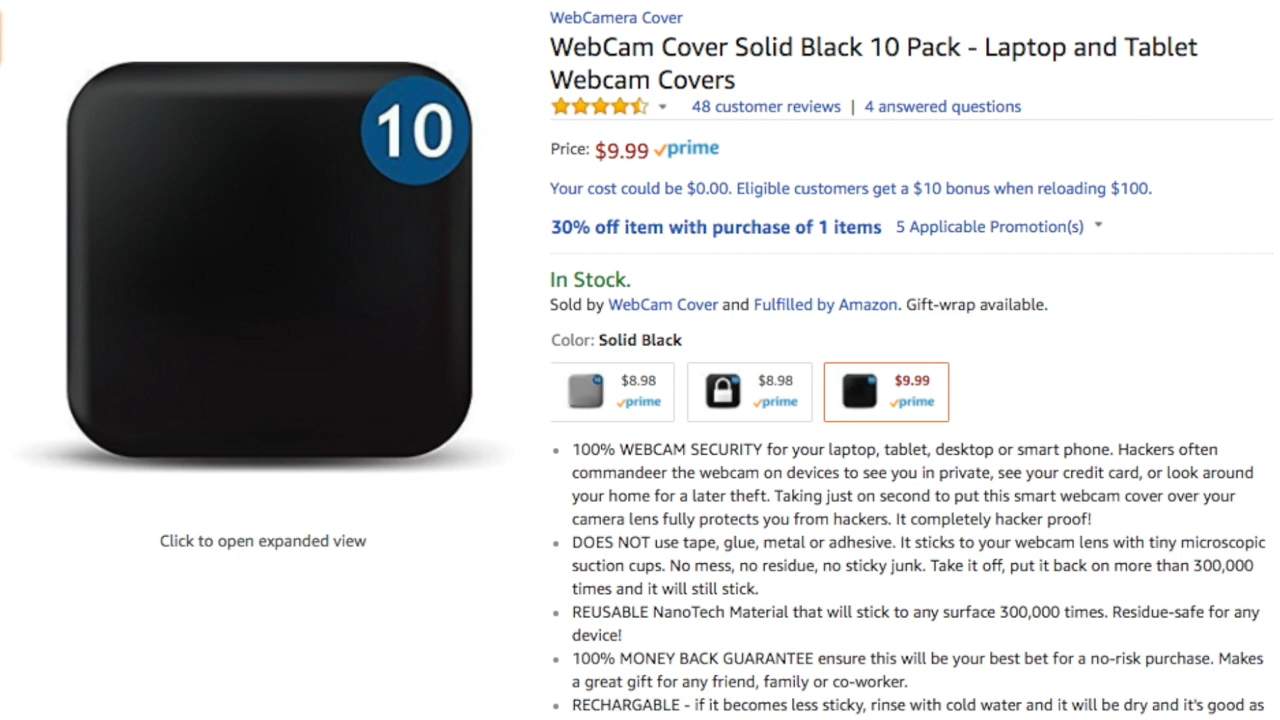 WebCamera Cover
WebCam Cover Solid Black 10 Pack - Laptop and Tablet
Webcam Covers
48 customer reviews | 4 answered questions
Price: $9.99 prime
Your cost could be $0.00. Eligible customers get a $10 bonus when reloading $100.
30% off item with purchase of 1 items 5 Applicable Promotion(s)
In Stock.
Sold by WebCam Cover and Fulfilled by Amazon. Gift-wrap available.
Color: Solid Black
$8.98 prime
$8.98 prime
$9.99 prime
10
Click to open expanded view
• 100% WEBCAM SECURITY for your laptop, tablet, desktop or smart phone. Hackers often
commandeer the webcam on devices to see you in private, see your credit card, or look around
your home for a later theft. Taking just on second to put this smart webcam cover over your
camera lens fully protects you from hackers. It completely hacker proof!
• DOES NOT use tape, glue, metal or adhesive. It sticks to your webcam lens with tiny microscopic
suction cups. No mess, no residue, no sticky junk. Take it off, put it back on more than 300,000
times and it will still stick.
• REUSABLE NanoTech Material that will stick to any surface 300,000 times. Residue-safe for any
device!
• 100% MONEY BACK GUARANTEE ensure this will be your best bet for a no-risk purchase. Makes
a great gift for any friend, family or co-worker.
• RECHARGABLE - if it becomes less sticky, rinse with cold water and it will be dry and it's good as